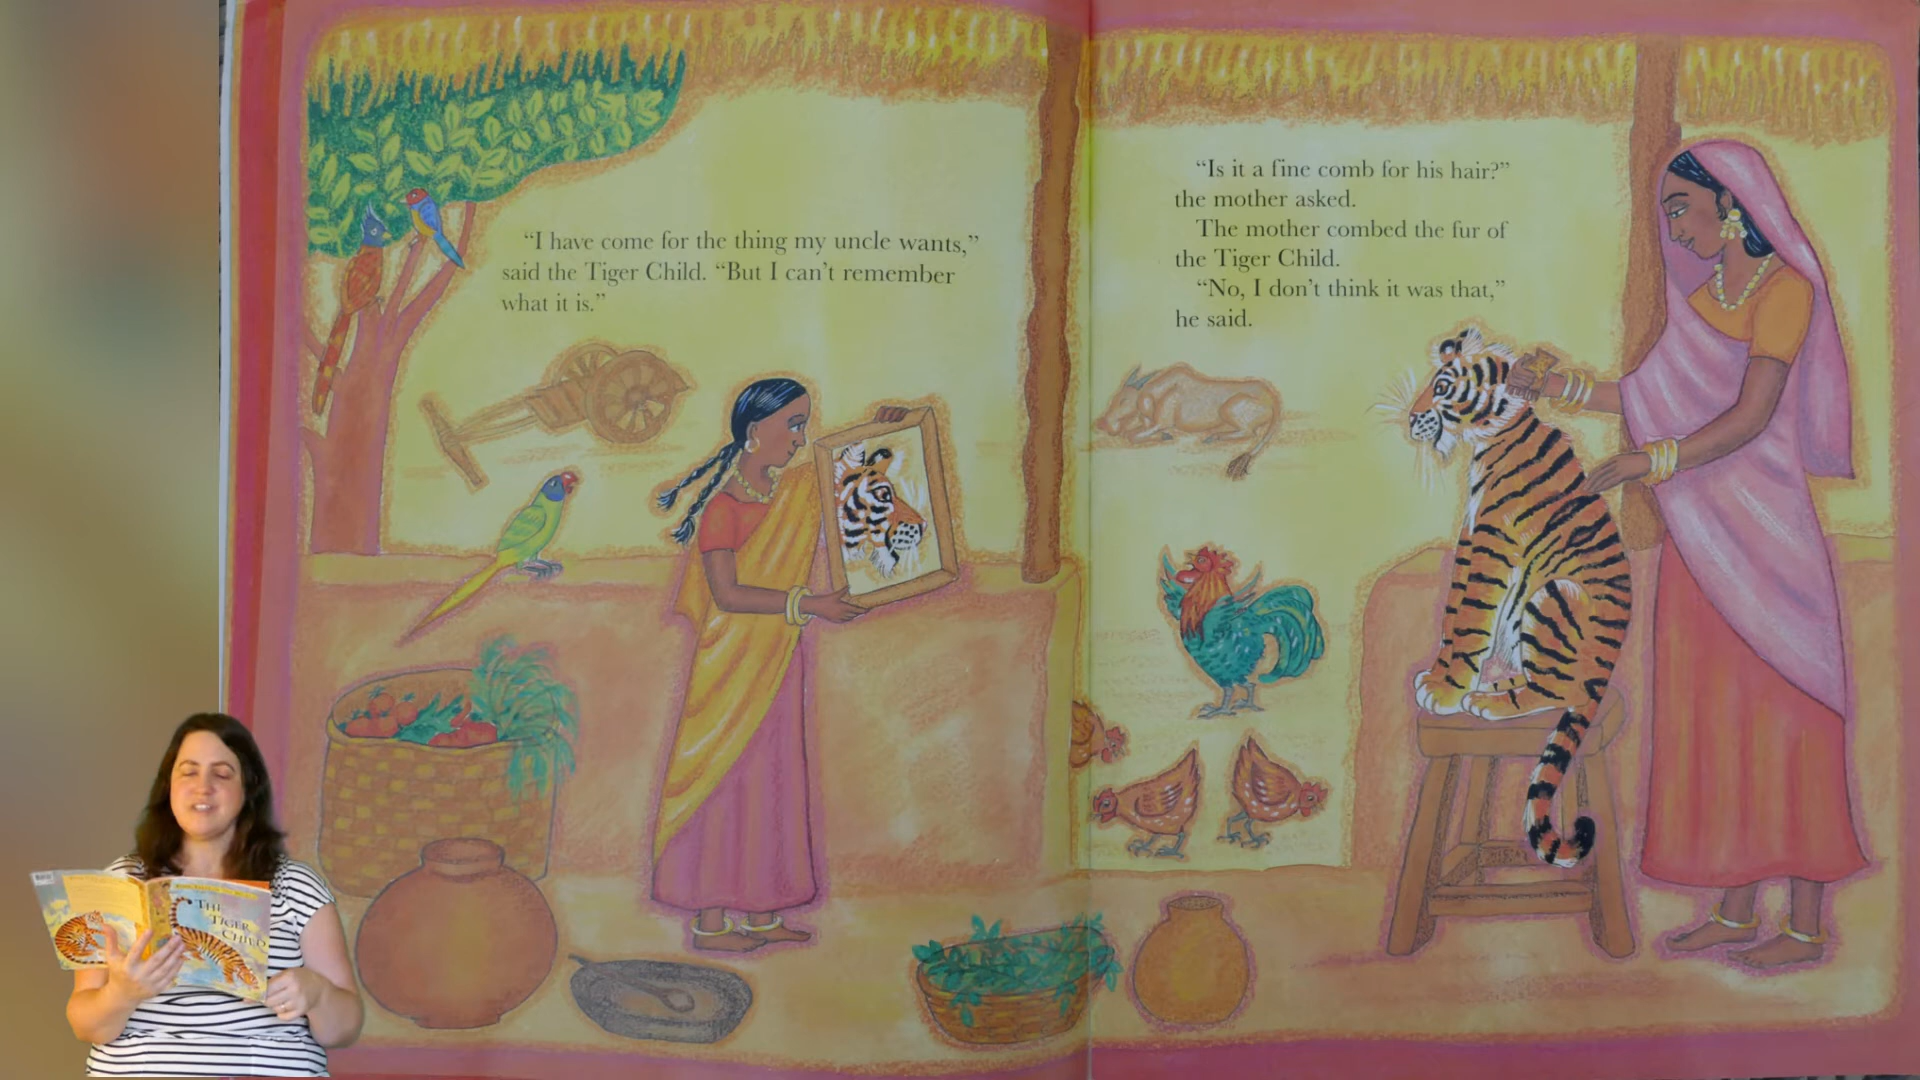 “I have come for the thing my uncle wants,”
said the Tiger Child. “But I can’t remember
what it is.”
“Is it a fine comb for his hair?”
the mother asked.
The mother combed the fur of
the Tiger Child.
“No, I don’t think it was that,”
he said.
THE
TIGER
CHILD